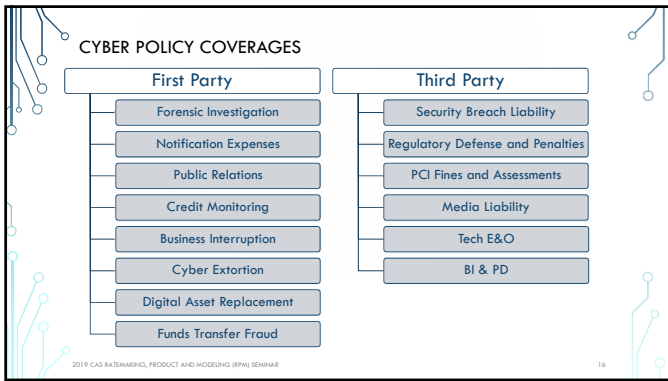 CYBER POLICY COVERAGES
First Party
Forensic Investigation
Notification Expenses
Public Relations
Credit Monitoring
Business Interruption
Cyber Extortion
Digital Asset Replacement
Funds Transfer Fraud
Third Party
Security Breach Liability
Regulatory Defense and Penalties
PCI Fines and Assessments
Media Liability
Tech E&O
BI & PD
2019 CAS RATEMAKING, PRODUCT AND MODELING (RPM) SEMINAR
16